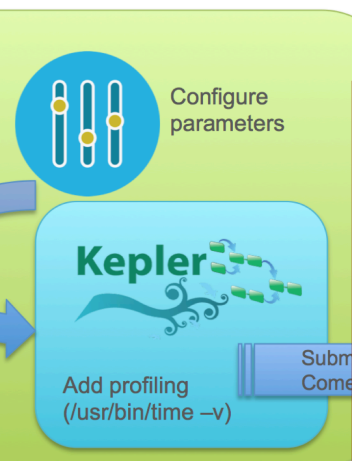 Configure
parameters
Kepler
Add profiling
(/usr/bin/time –v)